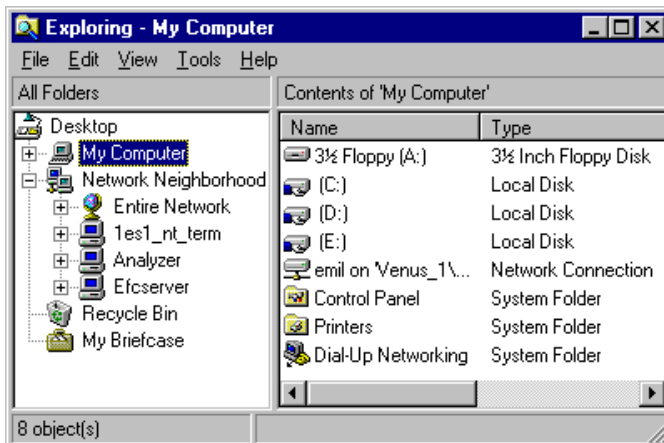 Exploring - My Computer
File Edit View Tools Help
All Folders
Contents of 'My Computer'
Desktop
My Computer
Network Neighborhood
Entire Network
1es1_nt_term
Analyzer
Efcserver
Recycle Bin
My Briefcase
Name Type
3½ Floppy (A:) 3½ Inch Floppy Disk
(C:) Local Disk
(D:) Local Disk
(E:) Local Disk
emil on 'Venus_1\... Network Connection
Control Panel System Folder
Printers System Folder
Dial-Up Networking System Folder
8 object(s)